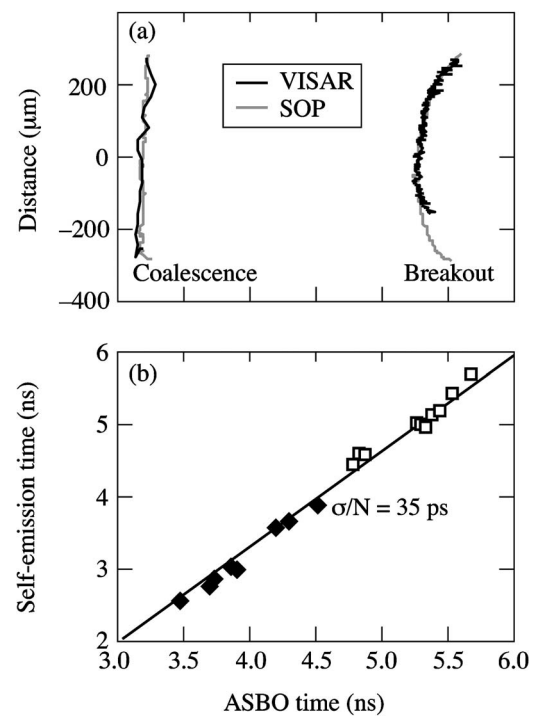 (a)
VISAR
SOP
200
0
−200
−400
Distance (µm)
Coalescence
Breakout
(b)
6
5
4
3
2
Self-emission time (ns)
σ/N = 35 ps
3.0 3.5 4.0 4.5 5.0 5.5 6.0
ASBO time (ns)